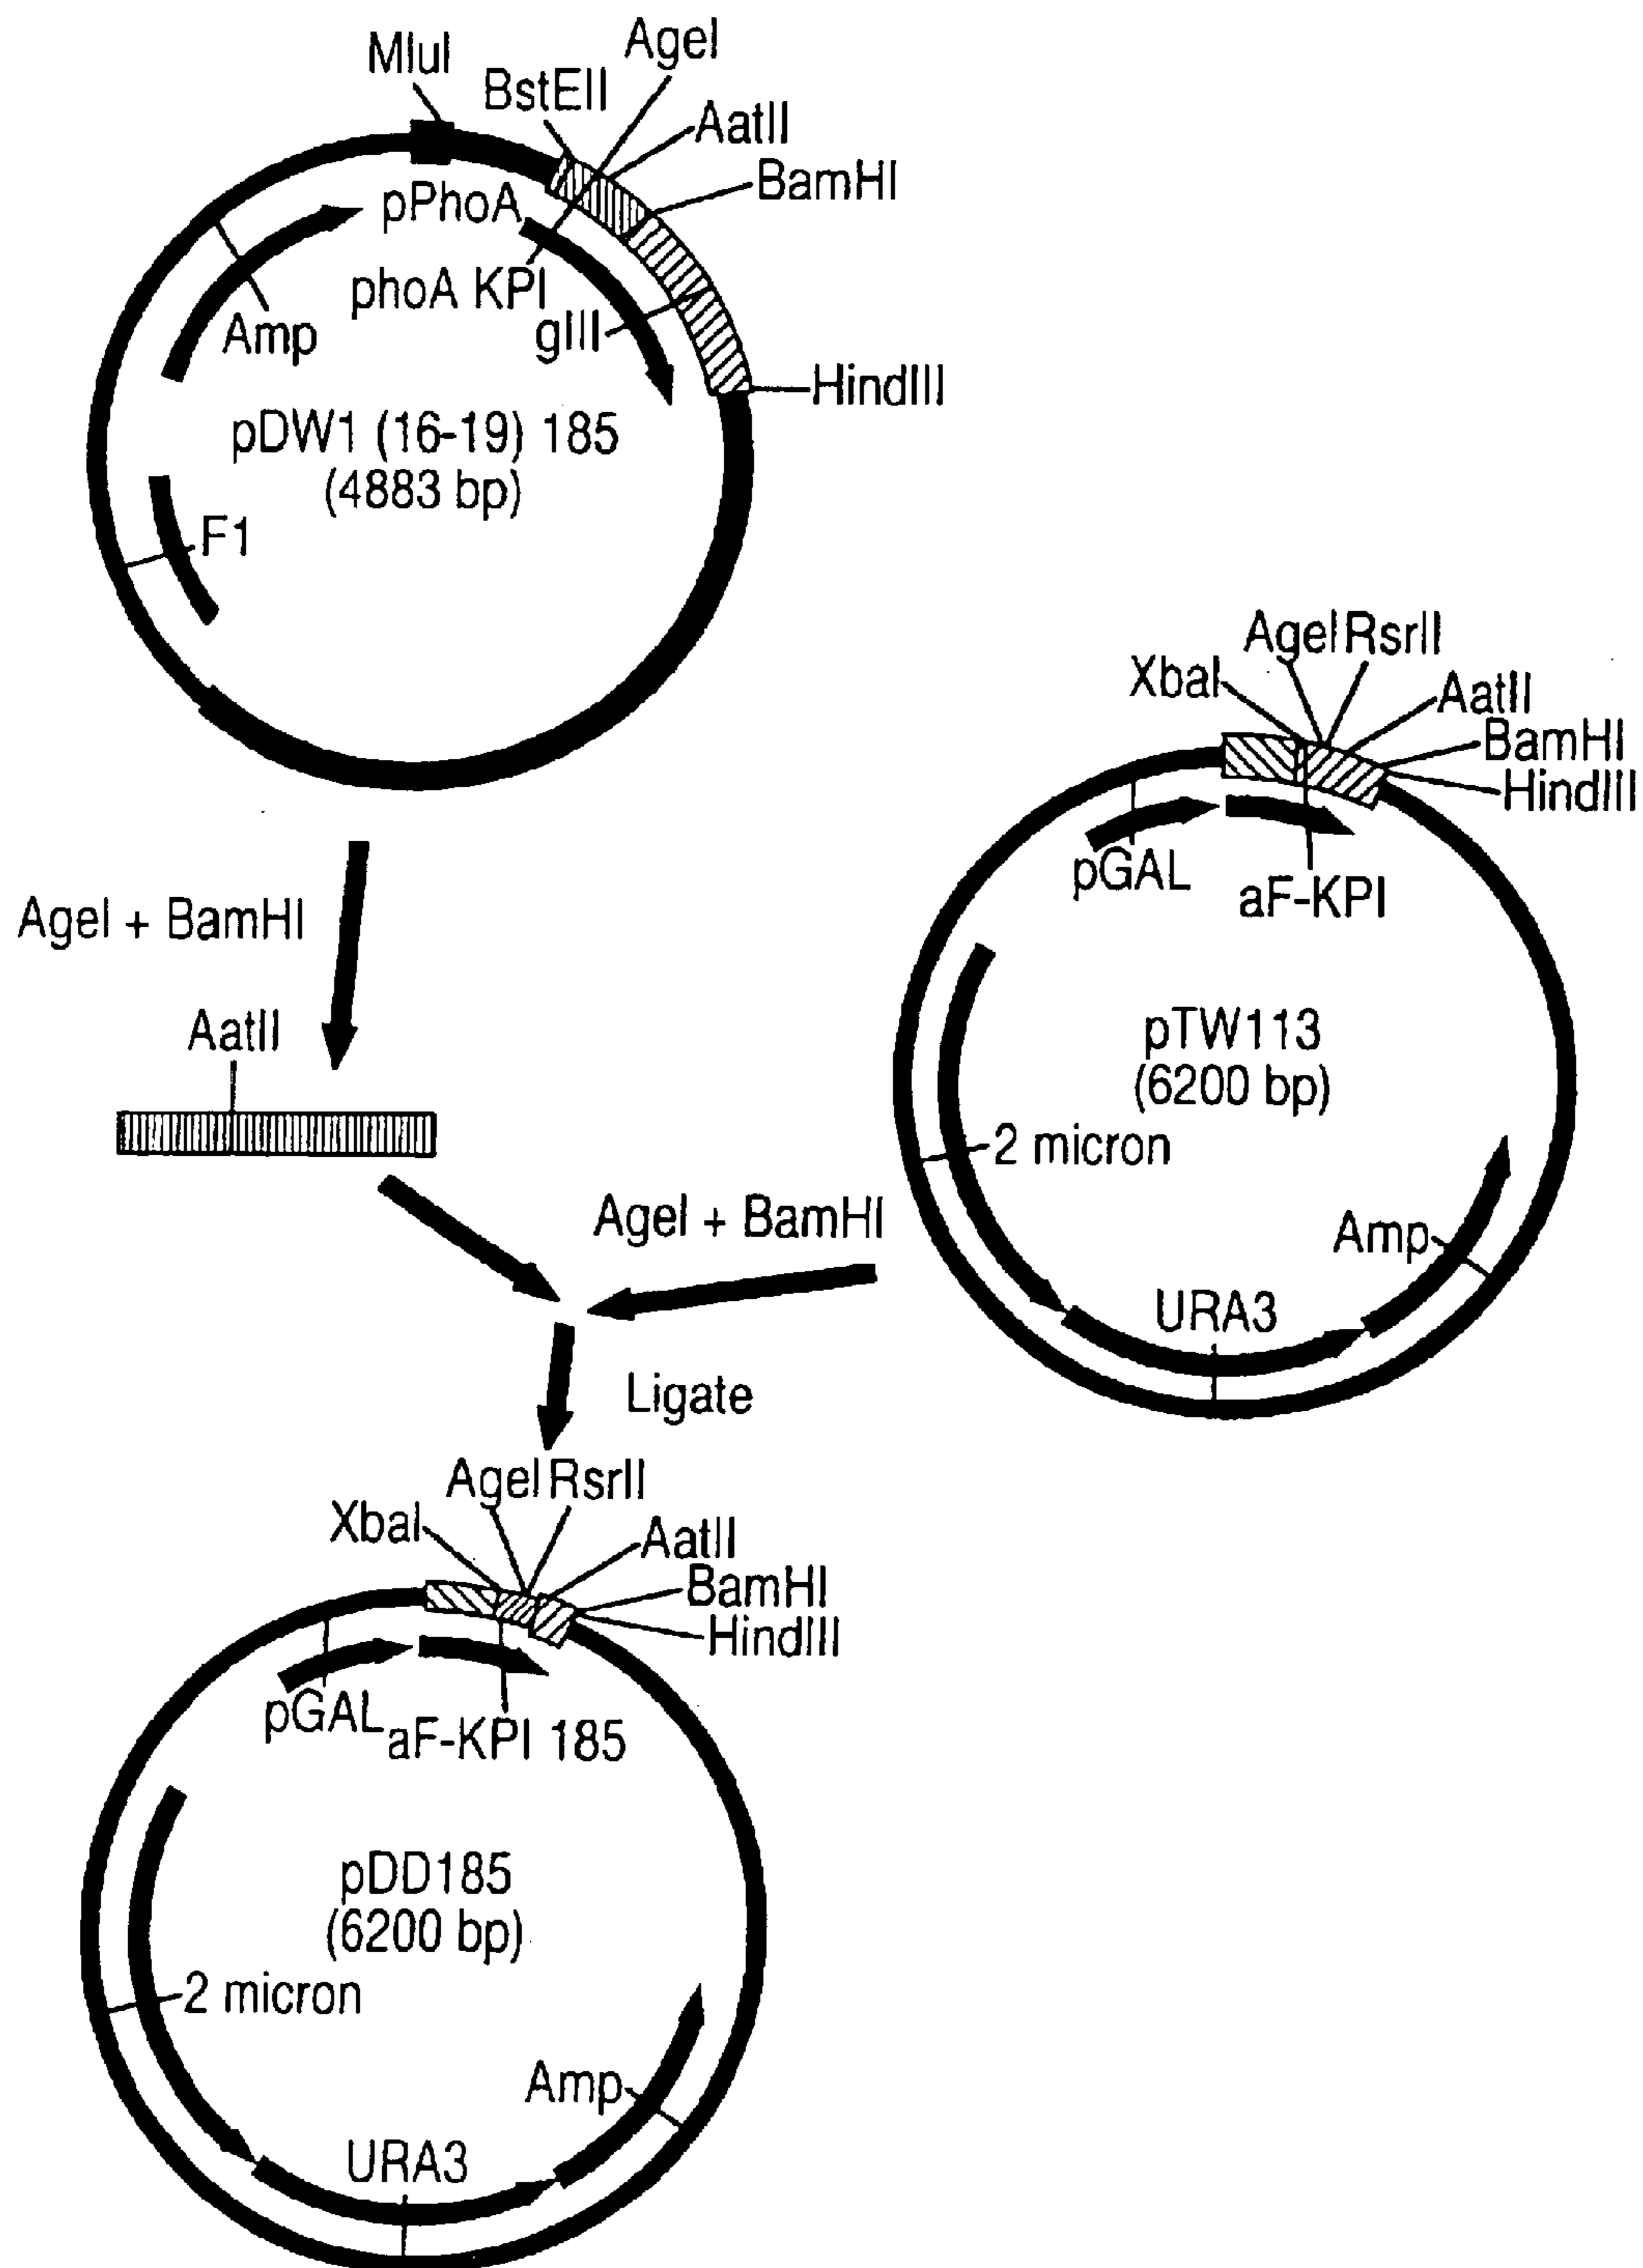 MluI
BstEII
AgeI
AatII
BamHI
pPhoA
phoA KPI
gIII
Amp
HindIII
pDW1 (16-19) 185
(4883 bp)
F1
AgeI RsrII
XbaI
AatII
BamHI
HindIII
pGAL
aF-KPI
AgeI + BamHI
AatII
pTW113
(6200 bp)
2 micron
AgeI + BamHI
Amp
URA3
Ligate
AgeI RsrII
XbaI
AatII
BamHI
HindIII
pGAL
aF-KPI 185
pDD185
(6200 bp)
2 micron
Amp
URA3